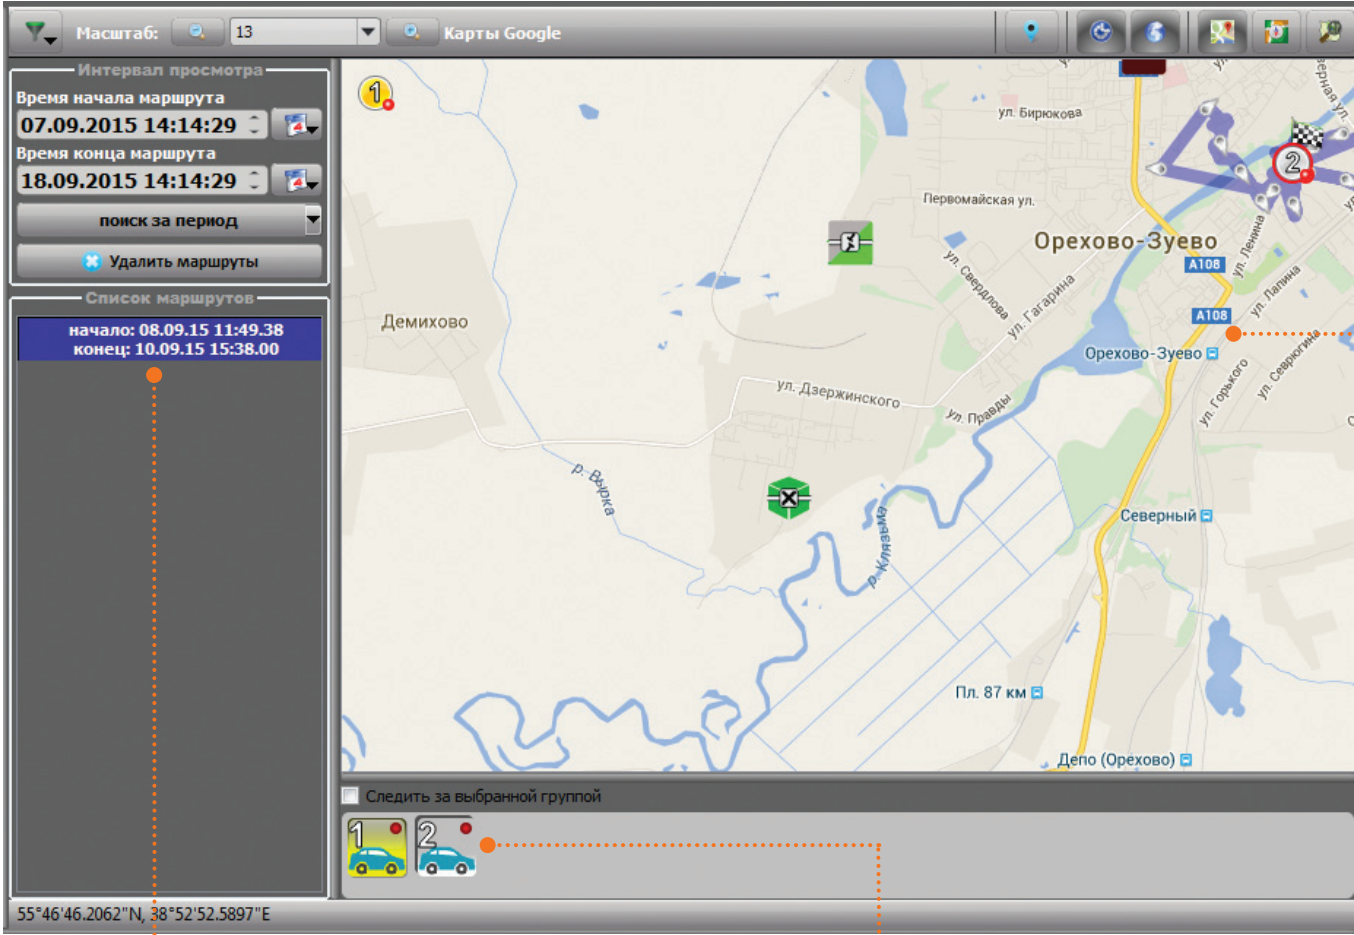 Масштаб:
13
Карты Google
Интервал просмотра
Время начала маршрута
07.09.2015 14:14:29
Время конца маршрута
18.09.2015 14:14:29
поиск за период
Удалить маршруты
Список маршрутов
начало: 08.09.15 11:49.38
конец: 10.09.15 15:38.00
1
ул. Бирюкова
2
Первомайская ул.
Орехово-Зуево
А108
ул. Ленина
ул. Свердлова
ул. Гагарина
ул. Лапина
А108
Демихово
Орехово-Зуево
ул. Горького
ул. Северюгина
ул. Дзержинского
ул. Правды
р. Вырка
р. Клязьма
Северный
Пл. 87 км
Депо (Орехово)
Следить за выбранной группой
1
2
55°46'46.2062"N, 38°52'52.5897"E